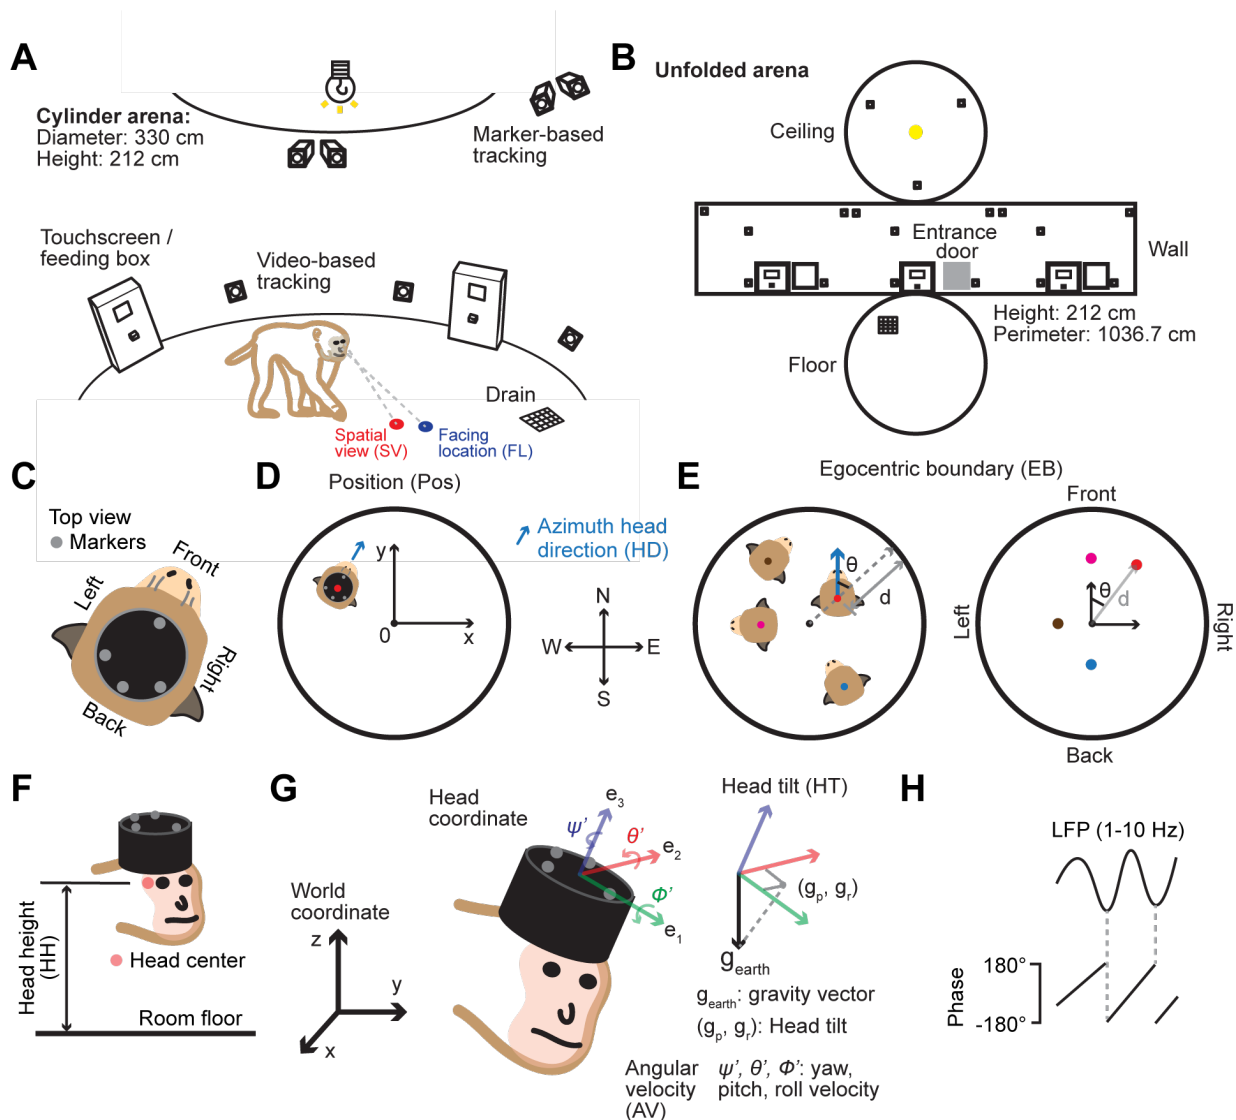 A
Cylinder arena:
Diameter: 330 cm
Height: 212 cm
Marker-based
tracking
Touchscreen /
feeding box
Video-based
tracking
Drain
Spatial
view (SV)
Facing
location (FL)
B
Unfolded arena
Ceiling
Entrance
door
Wall
Height: 212 cm
Perimeter: 1036.7 cm
Floor
C
Top view
Markers
Front
Left
Right
Back
D
Position (Pos)
Azimuth head
direction (HD)
y
0
x
N
W
E
S
E
Egocentric boundary (EB)
θ
d
Front
Left
θ
d
Right
Back
F
Head height
(HH)
Head center
Room floor
G
Head
coordinate
World
coordinate
z
y
x
e3
ψ'
θ'
e2
Φ'
e1
Head tilt (HT)
(gp, gr)
gearth
gearth: gravity vector
(gp, gr): Head tilt
Angular
velocity
(AV)
ψ', θ', Φ': yaw,
pitch, roll velocity
H
LFP (1-10 Hz)
Phase
180°
-180°